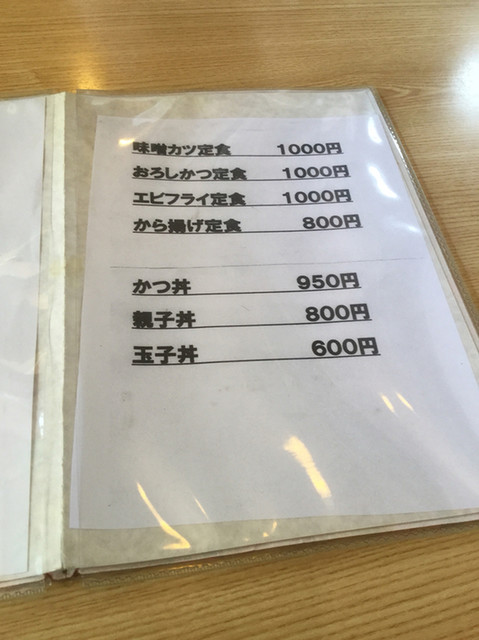 味噌カツ定食 1000円
おろしかつ定食 1000円
エビフライ定食 1000円
から揚げ定食 800円
かつ丼 950円
親子丼 800円
玉子丼 600円